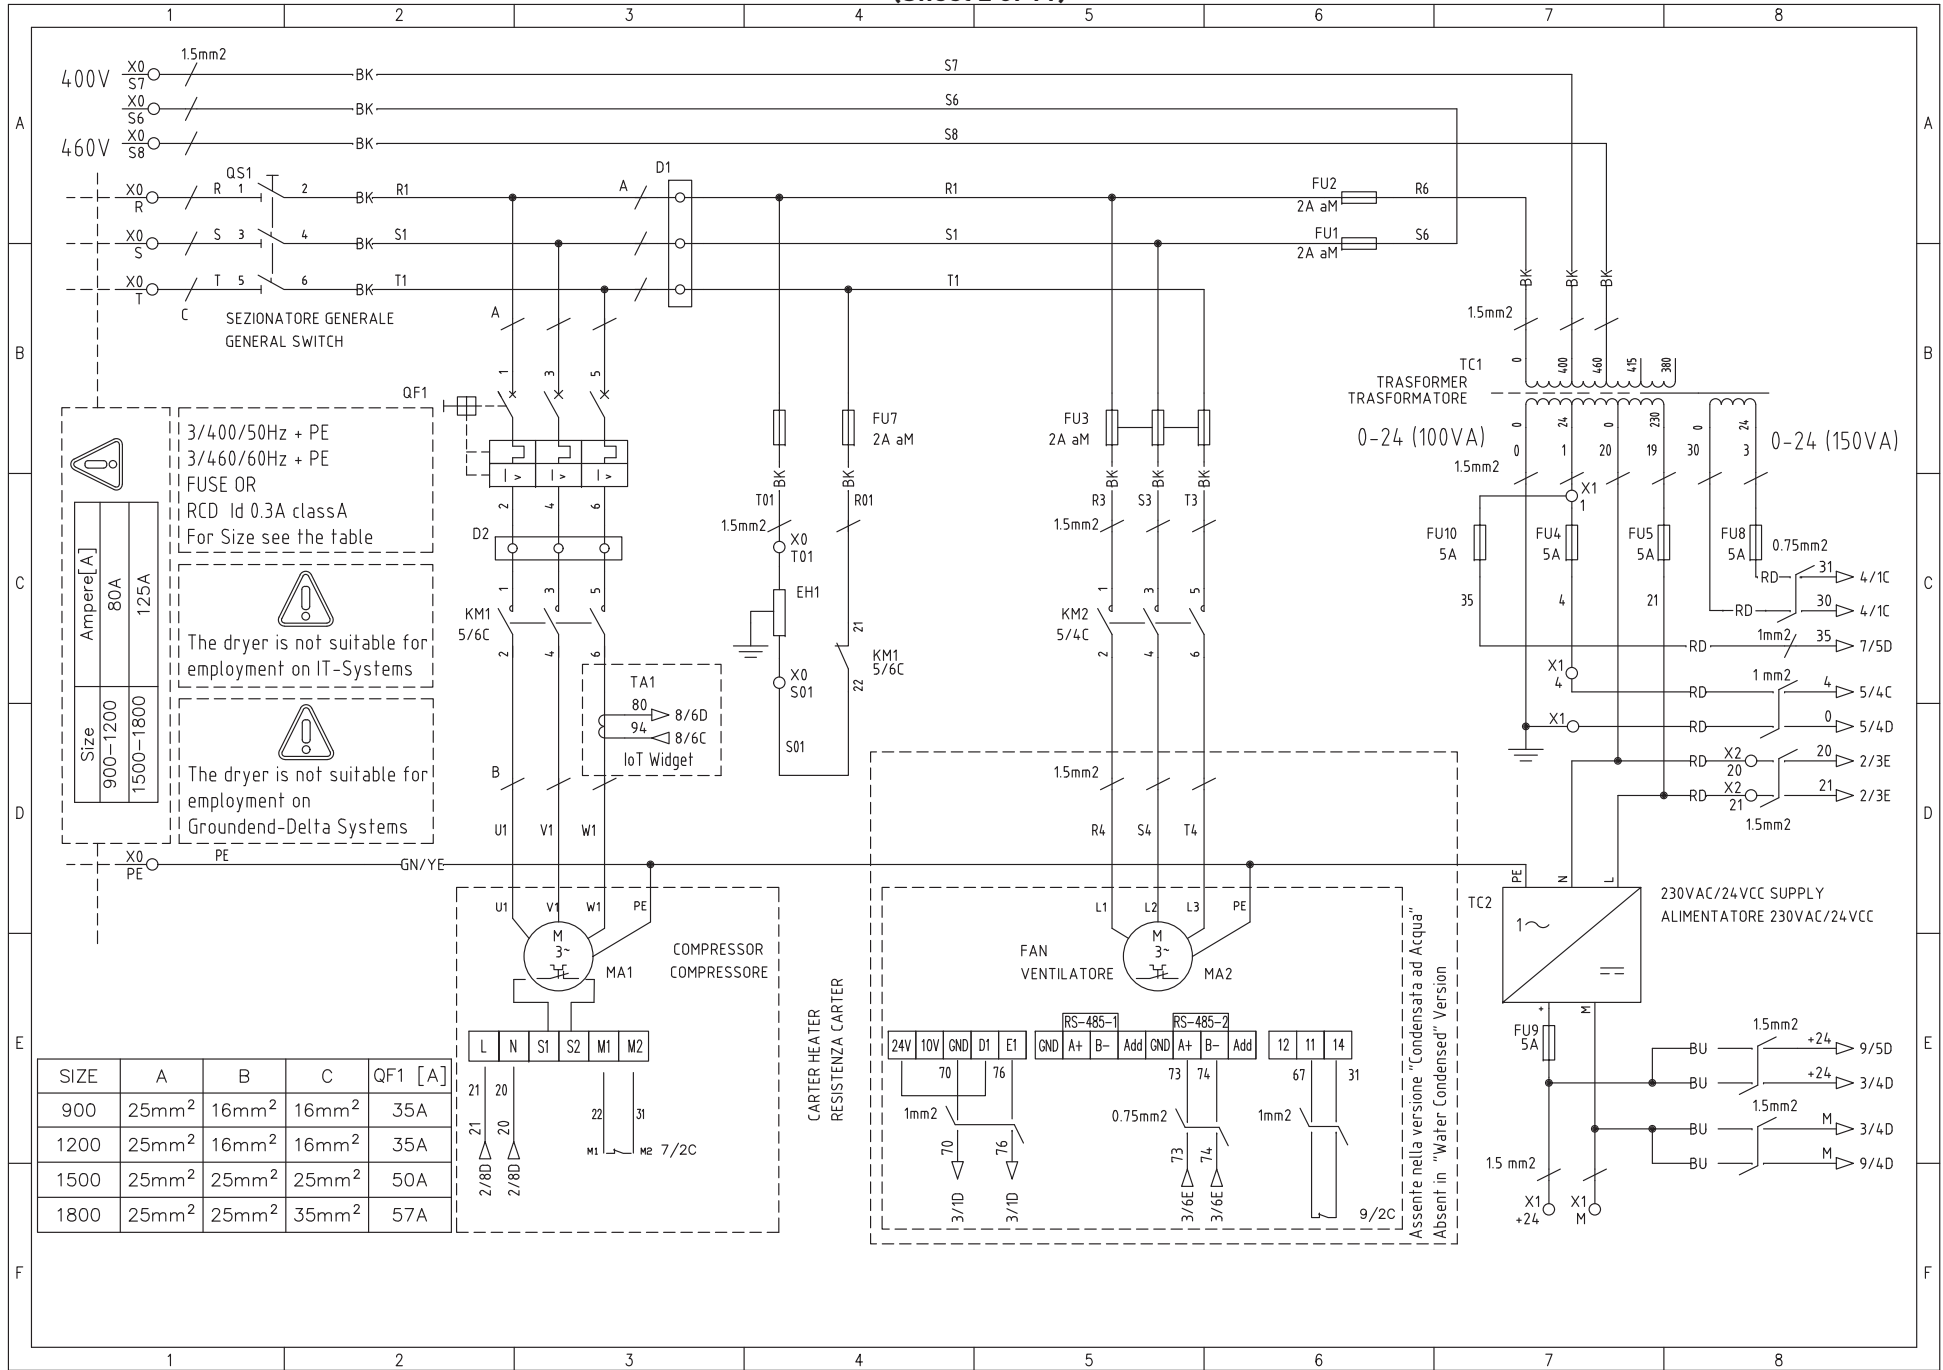 1 2 3 4 5 6 7 8
A
B
C
D
E
F
400V X0 S7 1.5mm2 BK S7
X0 S6 BK S6
460V X0 S8 BK S8
QS1
X0 R R 1 2 BK R1 A D1 R1 FU2 2A aM R6
X0 S S 3 4 BK S1 S1 FU1 2A aM S6
X0 T T 5 6 BK T1 T1
C
SEZIONATORE GENERALE
GENERAL SWITCH
A
QF1
1 3 5
I> I> I>
2 4 6
D2
KM1
5/6C
1 3 5
2 4 6
TA1
80 8/6D
94 8/6C
IoT Widget
B
U1 V1 W1
3/400/50Hz + PE
3/460/60Hz + PE
FUSE OR
RCD Id 0.3A classA
For Size see the table
The dryer is not suitable for
employment on IT-Systems
The dryer is not suitable for
employment on
Groundend-Delta Systems
Size Ampere[A]
900-1200 80A
1500-1800 125A
X0 PE PE GN/YE
FU7
2A aM
BK BK
T01 R01
1.5mm2
X0
T01
EH1
21
KM1
5/6C
22
X0
S01
S01
CARTER HEATER
RESISTENZA CARTER
FU3
2A aM
BK BK BK
R3 S3 T3
1.5mm2
KM2
5/4C
1 3 5
2 4 6
1.5mm2
R4 S4 T4
BK BK BK
1.5mm2
TC1
TRASFORMER
TRASFORMATORE
0 400 460 415 380
0 24 0 230 0 24
0-24 (100VA)
0-24 (150VA)
0 1 20 19 30 3
1.5mm2
X1
1
FU10
5A
FU4
5A
FU5
5A
FU8
5A
0.75mm2
35 4 21
RD 31 4/1C
RD 30 4/1C
RD 1mm2 35 7/5D
X1
4
1 mm2
RD 4 5/4C
X1 RD 0 5/4D
RD X2 20 20 2/3E
RD X2 21 21 2/3E
1.5mm2
PE N L
TC2
1~
230VAC/24VCC SUPPLY
ALIMENTATORE 230VAC/24VCC
+ M
FU9
5A
1.5mm2
BU +24 9/5D
BU +24 3/4D
1.5mm2
BU M 3/4D
BU M 9/4D
1.5 mm2
X1
+24
X1
M
U1 V1 W1 PE
M
3~
MA1
COMPRESSOR
COMPRESSORE
L N S1 S2 M1 M2
21 20 22 31
21 20
M1 M2 7/2C
2/8D 2/8D
L1 L2 L3 PE
M
3~
MA2
FAN
VENTILATORE
RS-485-1 RS-485-2
24V 10V GND D1 E1 GND A+ B- Add GND A+ B- Add 12 11 14
70 76 73 74 67 31
1mm2 0.75mm2 1mm2
70 76 73 74
3/1D 3/1D 3/6E 3/6E 9/2C
Assente nella versione "Condensata ad Acqua"
Absent in "Water Condensed" Version
SIZE A B C QF1 [A]
900 25mm² 16mm² 16mm² 35A
1200 25mm² 16mm² 16mm² 35A
1500 25mm² 25mm² 25mm² 50A
1800 25mm² 25mm² 35mm² 57A
A
B
C
D
E
F
1 2 3 4 5 6 7 8